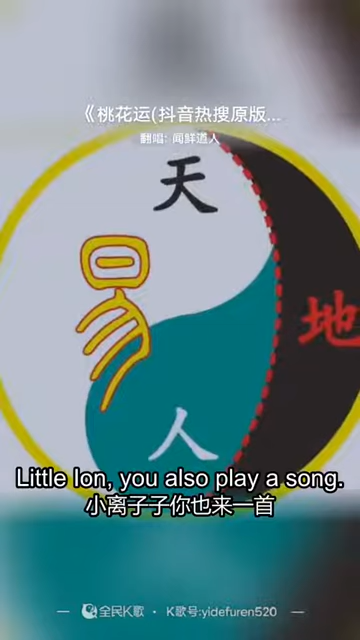 《桃花运(抖音热搜原版...
翻唱: 闻鲜道人
天
易
地
人
Little Ion, you also play a song.
小离子子你也来一首
全民K歌 · K歌号:yidefuren520